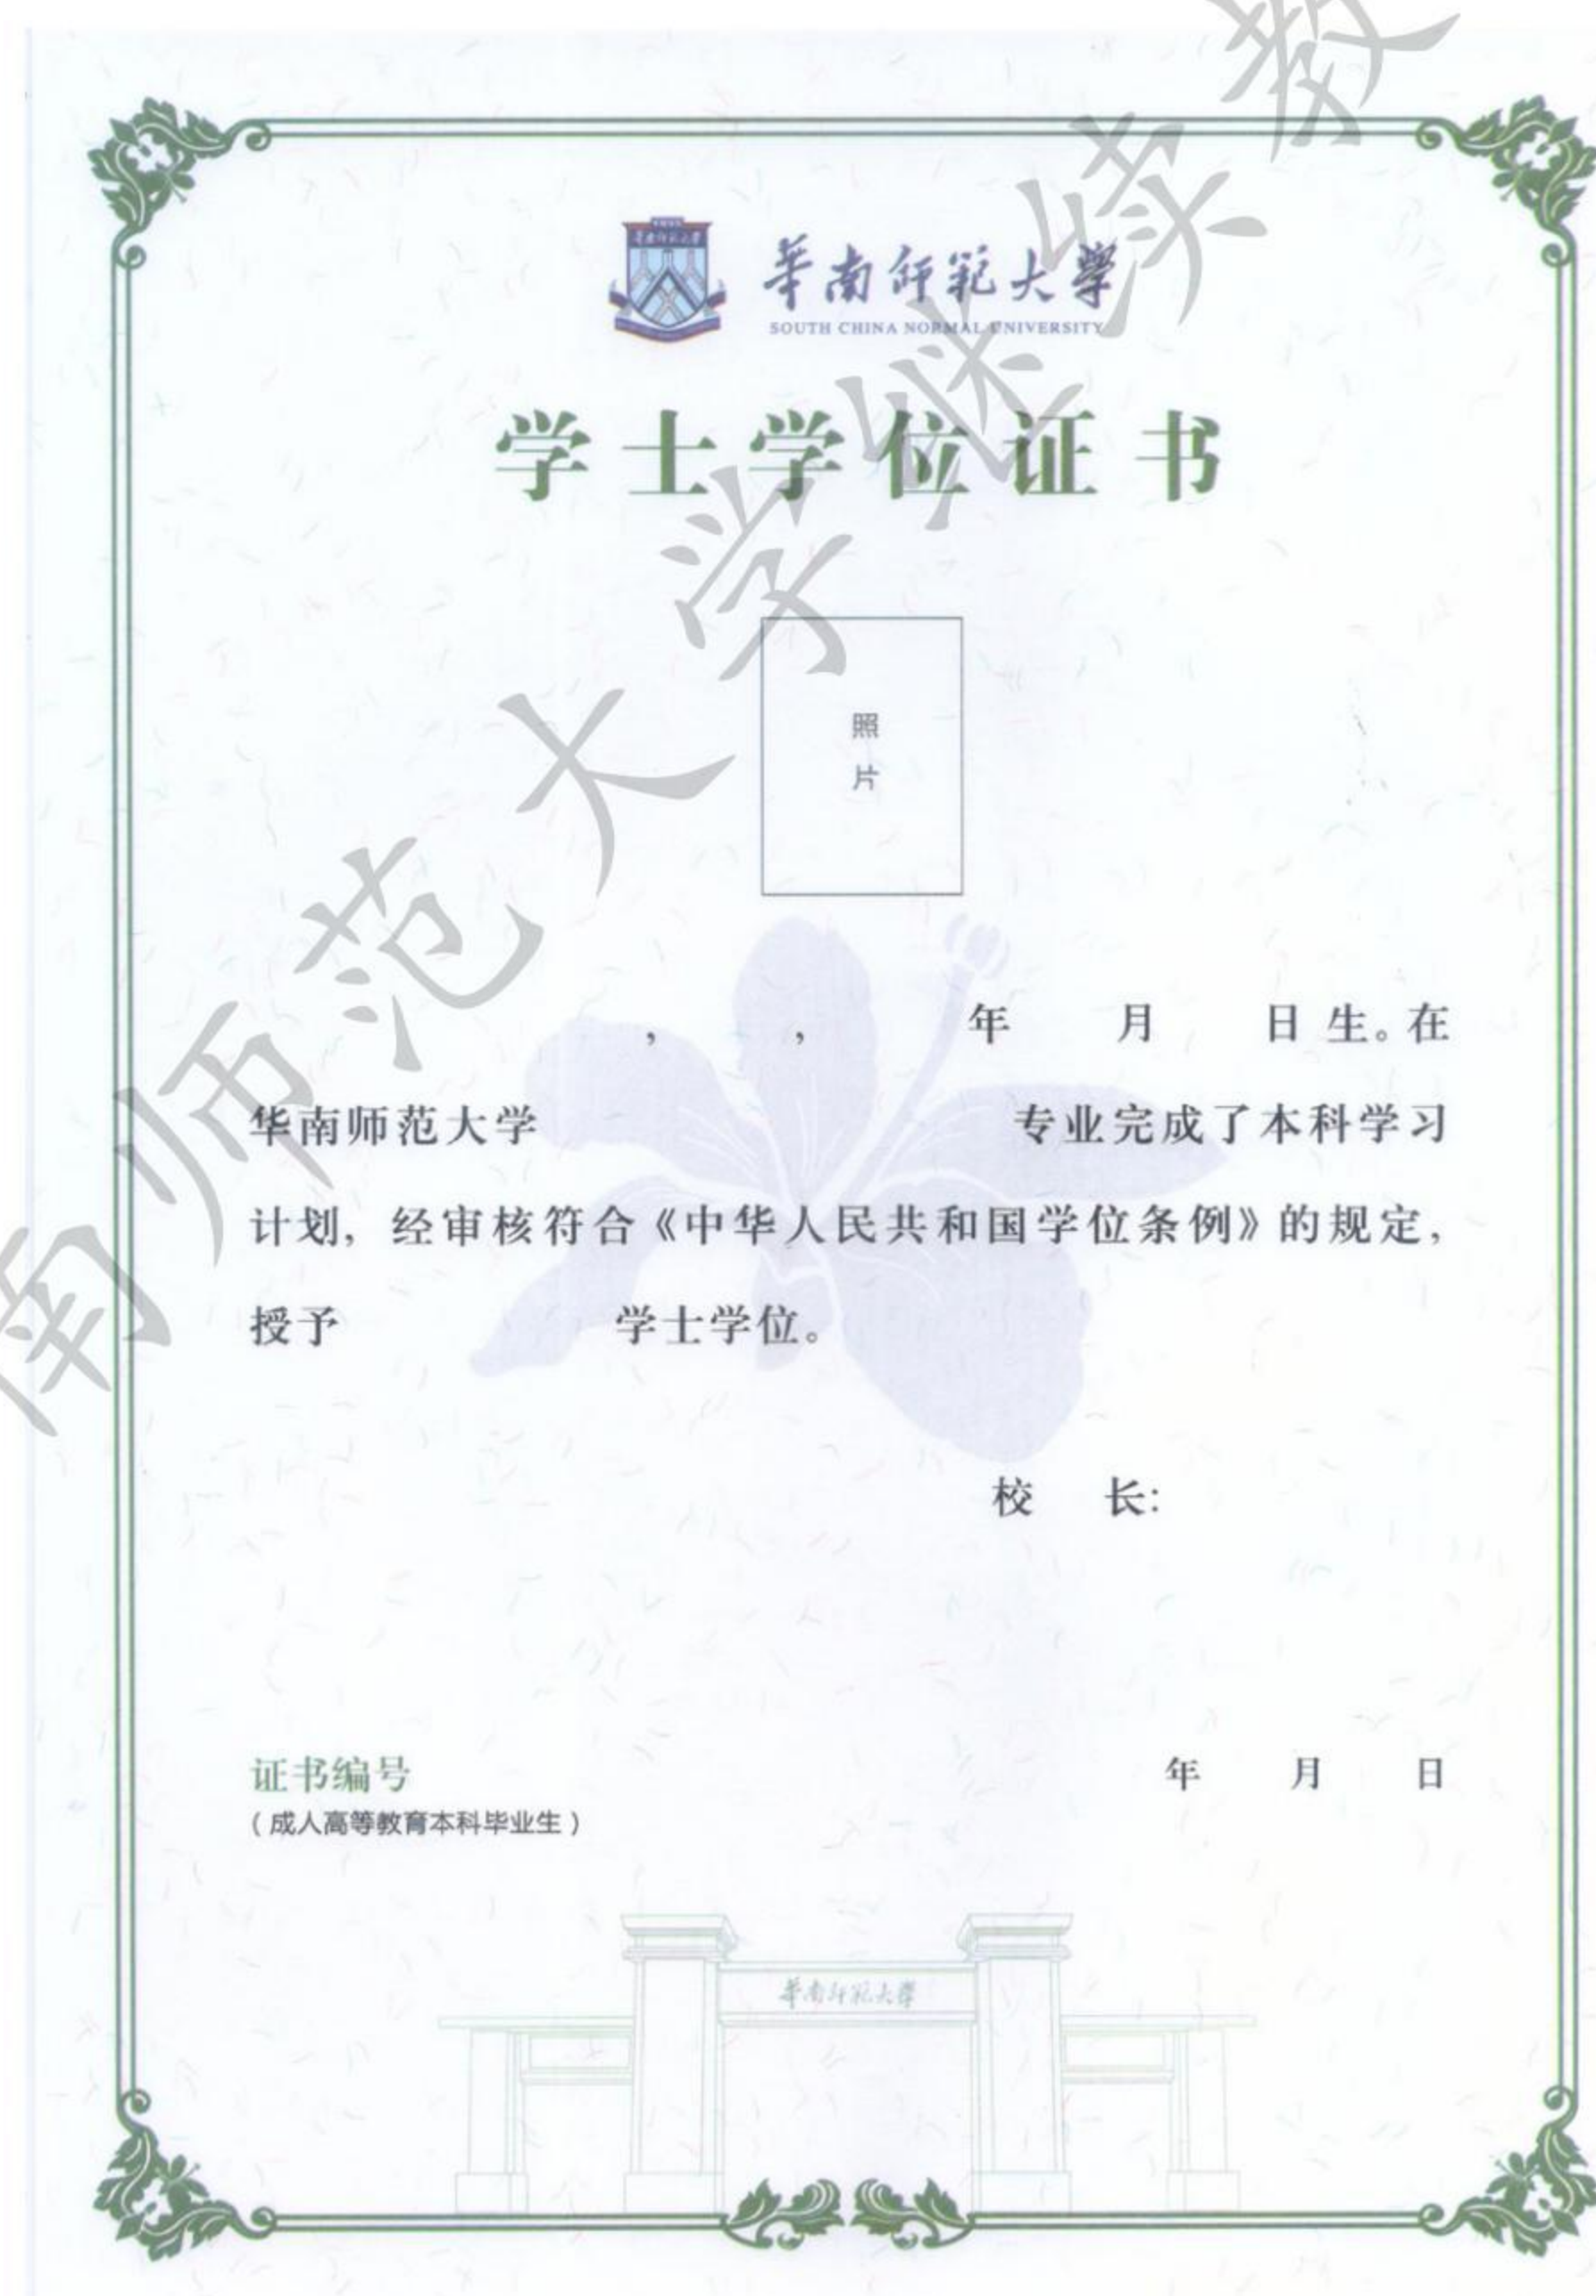 華南師範大學
SOUTH CHINA NORMAL UNIVERSITY
学士学位证书
照
片
, , 年 月 日生。在
华南师范大学 专业完成了本科学习
计划，经审核符合《中华人民共和国学位条例》的规定，
授予 学士学位。
校 长:
证书编号 年 月 日
(成人高等教育本科毕业生)
華南師範大學
南师范大学继续教